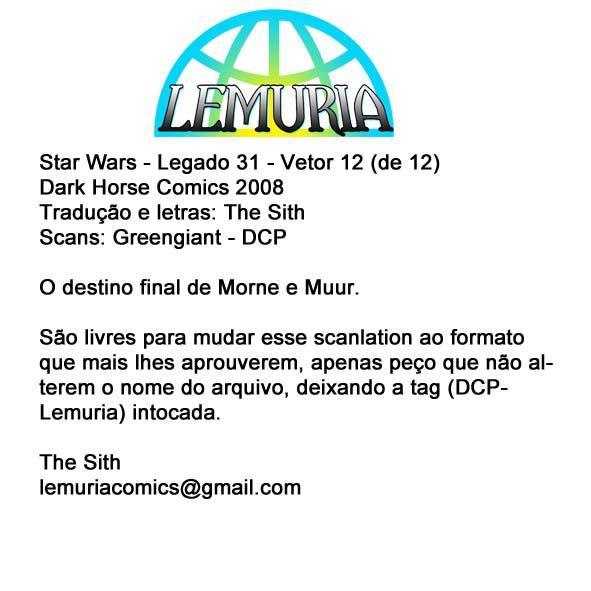 LEMURIA
Star Wars - Legado 31 - Vetor 12 (de 12)
Dark Horse Comics 2008
Tradução e letras: The Sith
Scans: Greengiant - DCP
O destino final de Morne e Muur.
São livres para mudar esse scanlation ao formato
que mais lhes aprouverem, apenas peço que não al-
terem o nome do arquivo, deixando a tag (DCP-
Lemuria) intocada.
The Sith
lemuriacomics@gmail.com